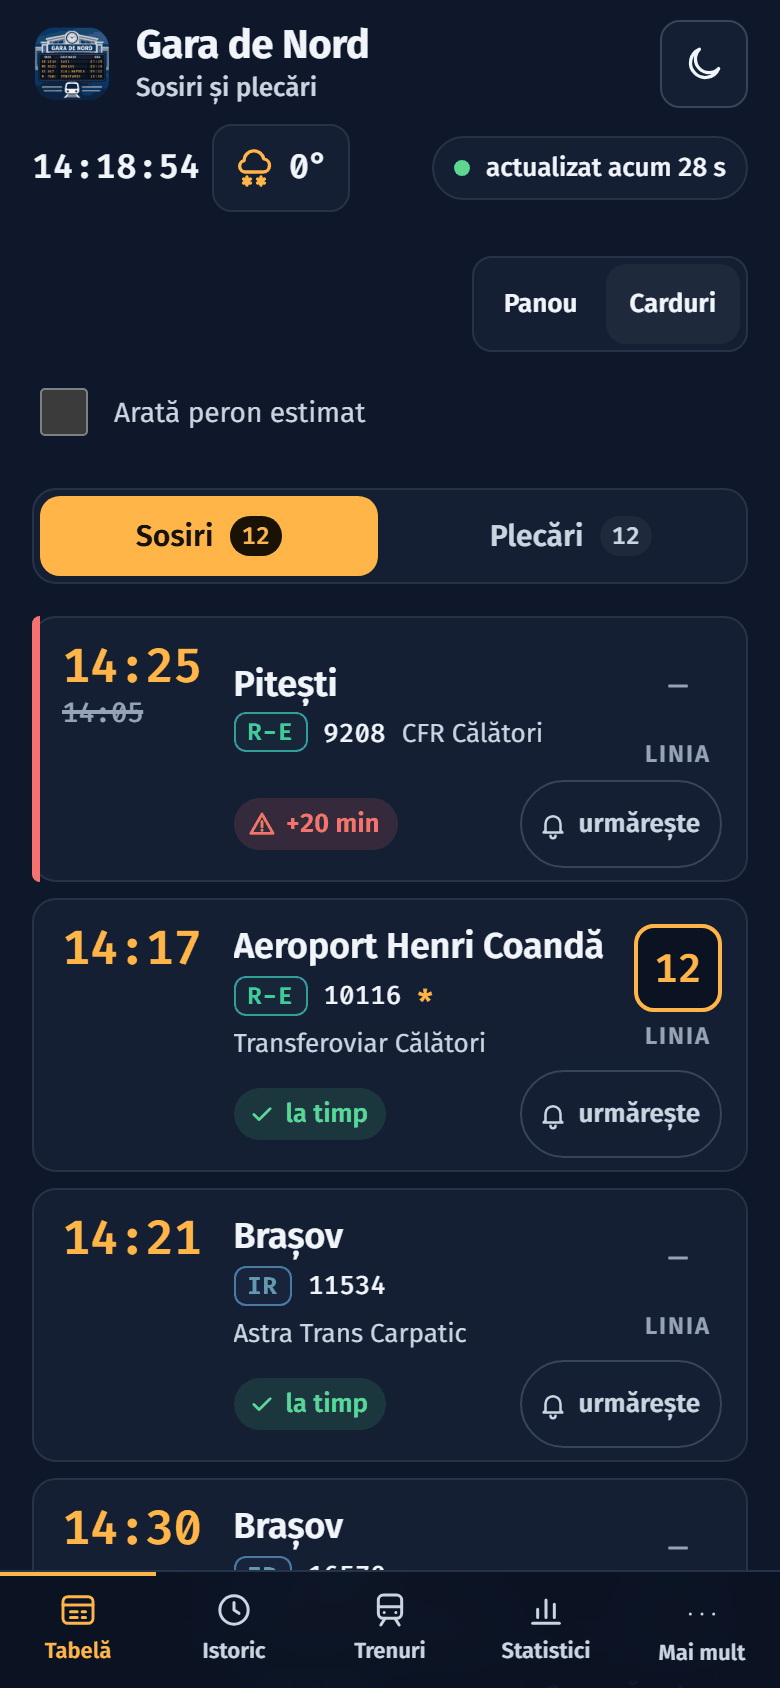 Gara de Nord
Sosiri și plecări
GARA DE NORD
14:18:54
0°
actualizat acum 28 s
Panou
Carduri
Arată peron estimat
Sosiri 12
Plecări 12
14:25
14:05
Pitești
R-E 9208 CFR Călători
–
LINIA
+20 min
urmărește
14:17
Aeroport Henri Coandă
R-E 10116 *
Transferoviar Călători
12
LINIA
la timp
urmărește
14:21
Brașov
IR 11534
Astra Trans Carpatic
–
LINIA
la timp
urmărește
14:30
Brașov
–
Tabelă
Istoric
Trenuri
Statistici
Mai mult